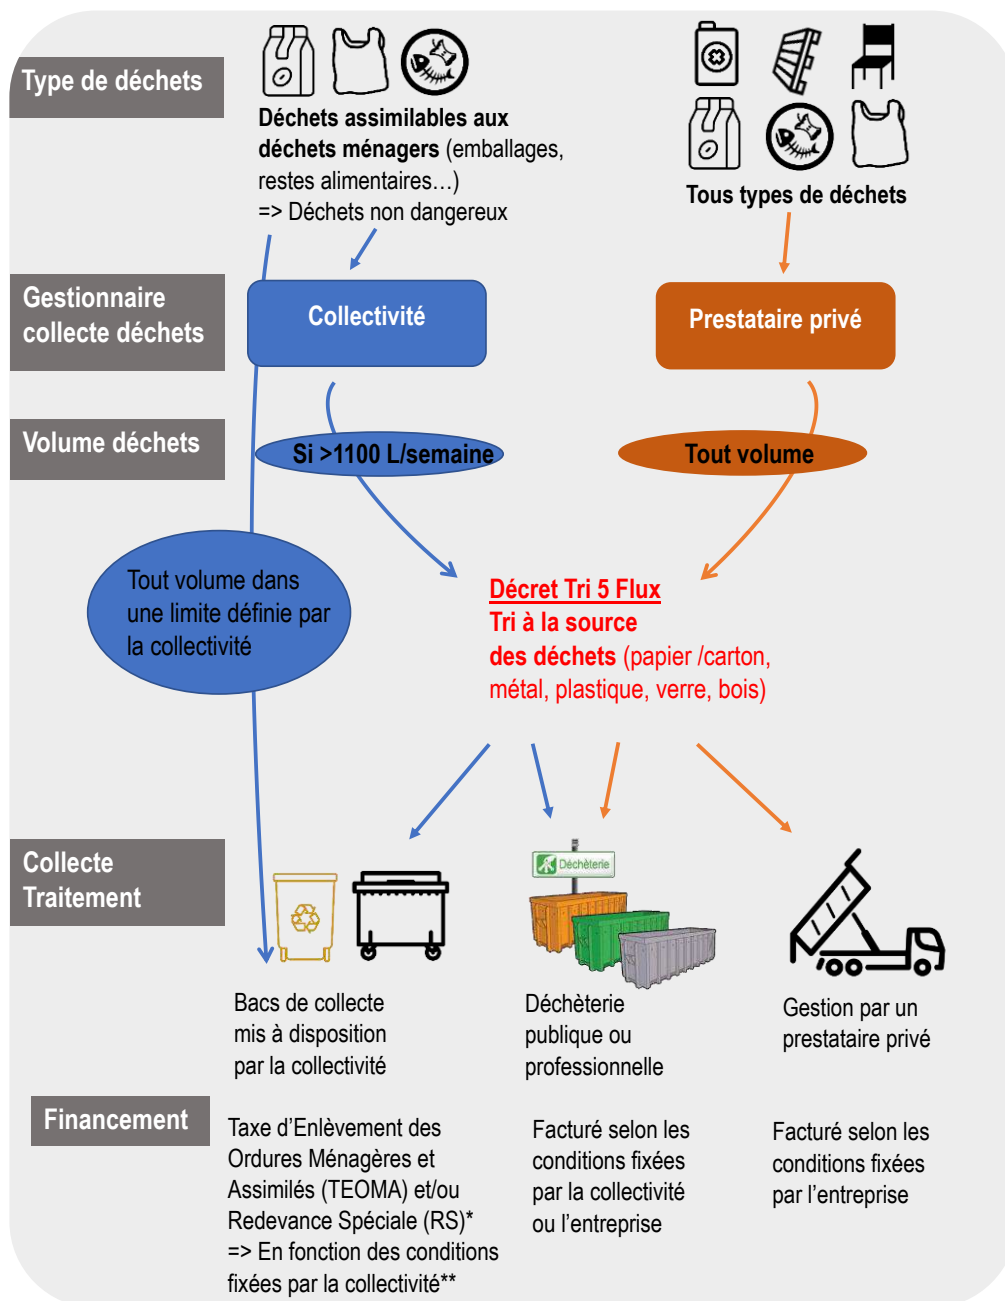 Type de déchets
Déchets assimilables aux
déchets ménagers (emballages,
restes alimentaires…)
=> Déchets non dangereux
Tous types de déchets
Gestionnaire
collecte déchets
Collectivité
Prestataire privé
Volume déchets
Si >1100 L/semaine
Tout volume
Tout volume dans
une limite définie par
la collectivité
Décret Tri 5 Flux
Tri à la source
des déchets (papier /carton,
métal, plastique, verre, bois)
Collecte
Traitement
Déchèterie
Bacs de collecte
mis à disposition
par la collectivité
Déchèterie
publique ou
professionnelle
Gestion par un
prestataire privé
Financement
Taxe d’Enlèvement des
Ordures Ménagères et
Assimilés (TEOMA) et/ou
Redevance Spéciale (RS)*
=> En fonction des conditions
fixées par la collectivité**
Facturé selon les
conditions fixées
par la collectivité
ou l’entreprise
Facturé selon les
conditions fixées
par l’entreprise